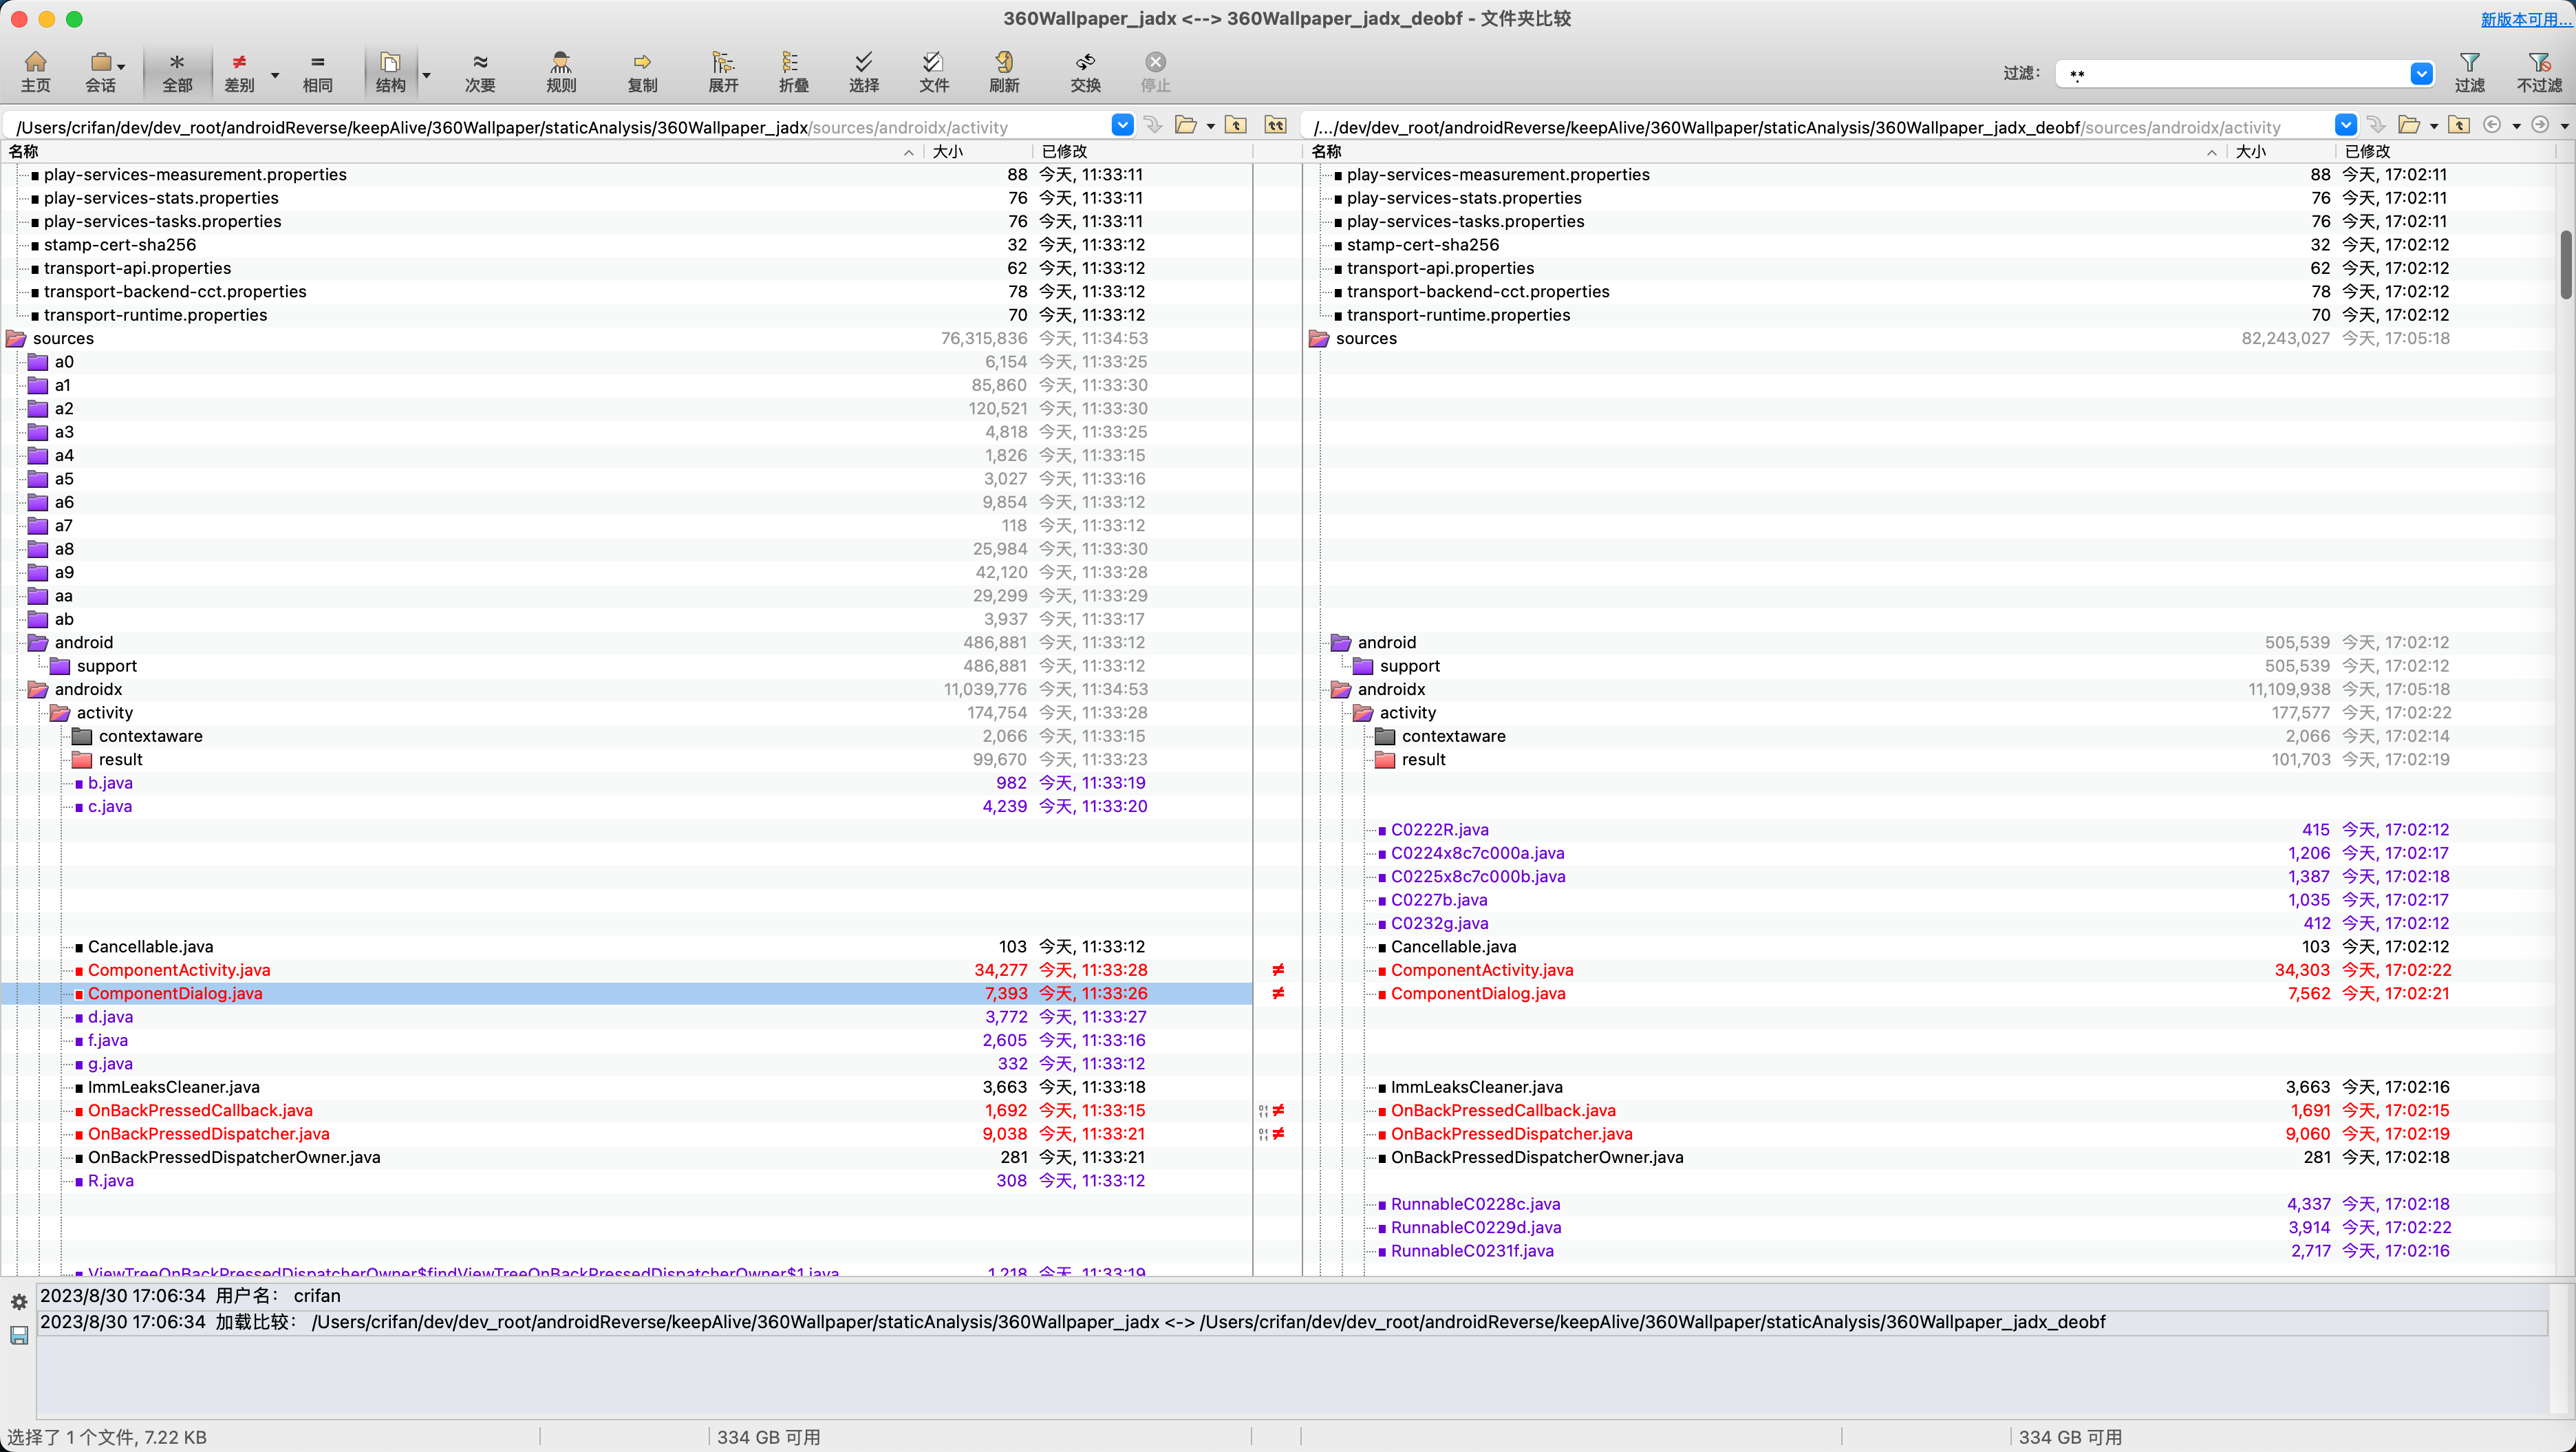 360Wallpaper_jadx <--> 360Wallpaper_jadx_deobf - 文件夹比较
新版本可用...
主页 会话 全部 差别 相同 结构 次要 规则 复制 展开 折叠 选择 文件 刷新 交换 停止 过滤: *.* 过滤 不过滤
/Users/crifan/dev/dev_root/androidReverse/keepAlive/360Wallpaper/staticAnalysis/360Wallpaper_jadx/sources/androidx/activity /.../dev/dev_root/androidReverse/keepAlive/360Wallpaper/staticAnalysis/360Wallpaper_jadx_deobf/sources/androidx/activity
名称 大小 已修改 名称 大小 已修改
play-services-measurement.properties 88 今天, 11:33:11 play-services-measurement.properties 88 今天, 17:02:11
play-services-stats.properties 76 今天, 11:33:11 play-services-stats.properties 76 今天, 17:02:11
play-services-tasks.properties 76 今天, 11:33:11 play-services-tasks.properties 76 今天, 17:02:11
stamp-cert-sha256 32 今天, 11:33:12 stamp-cert-sha256 32 今天, 17:02:12
transport-api.properties 62 今天, 11:33:12 transport-api.properties 62 今天, 17:02:12
transport-backend-cct.properties 78 今天, 11:33:12 transport-backend-cct.properties 78 今天, 17:02:12
transport-runtime.properties 70 今天, 11:33:12 transport-runtime.properties 70 今天, 17:02:12
sources 76,315,836 今天, 11:34:53 sources 82,243,027 今天, 17:05:18
a0 6,154 今天, 11:33:25
a1 85,860 今天, 11:33:30
a2 120,521 今天, 11:33:30
a3 4,818 今天, 11:33:25
a4 1,826 今天, 11:33:15
a5 3,027 今天, 11:33:16
a6 9,854 今天, 11:33:12
a7 118 今天, 11:33:12
a8 25,984 今天, 11:33:30
a9 42,120 今天, 11:33:28
aa 29,299 今天, 11:33:29
ab 3,937 今天, 11:33:17
android 486,881 今天, 11:33:12 android 505,539 今天, 17:02:12
support 486,881 今天, 11:33:12 support 505,539 今天, 17:02:12
androidx 11,039,776 今天, 11:34:53 androidx 11,109,938 今天, 17:05:18
activity 174,754 今天, 11:33:28 activity 177,577 今天, 17:02:22
contextaware 2,066 今天, 11:33:15 contextaware 2,066 今天, 17:02:14
result 99,670 今天, 11:33:23 result 101,703 今天, 17:02:19
b.java 982 今天, 11:33:19
c.java 4,239 今天, 11:33:20
C0222R.java 415 今天, 17:02:12
C0224x8c7c000a.java 1,206 今天, 17:02:17
C0225x8c7c000b.java 1,387 今天, 17:02:18
C0227b.java 1,035 今天, 17:02:17
C0232g.java 412 今天, 17:02:12
Cancellable.java 103 今天, 11:33:12 Cancellable.java 103 今天, 17:02:12
ComponentActivity.java 34,277 今天, 11:33:28 ≠ ComponentActivity.java 34,303 今天, 17:02:22
ComponentDialog.java 7,393 今天, 11:33:26 ≠ ComponentDialog.java 7,562 今天, 17:02:21
d.java 3,772 今天, 11:33:27
f.java 2,605 今天, 11:33:16
g.java 332 今天, 11:33:12
ImmLeaksCleaner.java 3,663 今天, 11:33:18 ImmLeaksCleaner.java 3,663 今天, 17:02:16
OnBackPressedCallback.java 1,692 今天, 11:33:15 ≠ OnBackPressedCallback.java 1,691 今天, 17:02:15
OnBackPressedDispatcher.java 9,038 今天, 11:33:21 ≠ OnBackPressedDispatcher.java 9,060 今天, 17:02:19
OnBackPressedDispatcherOwner.java 281 今天, 11:33:21 OnBackPressedDispatcherOwner.java 281 今天, 17:02:18
R.java 308 今天, 11:33:12
RunnableC0228c.java 4,337 今天, 17:02:18
RunnableC0229d.java 3,914 今天, 17:02:22
RunnableC0231f.java 2,717 今天, 17:02:16
ViewTreeOnBackPressedDispatcherOwner$findViewTreeOnBackPressedDispatcherOwner$1.java 1,218 今天, 11:33:19
2023/8/30 17:06:34 用户名: crifan
2023/8/30 17:06:34 加载比较: /Users/crifan/dev/dev_root/androidReverse/keepAlive/360Wallpaper/staticAnalysis/360Wallpaper_jadx <-> /Users/crifan/dev/dev_root/androidReverse/keepAlive/360Wallpaper/staticAnalysis/360Wallpaper_jadx_deobf
选择了 1 个文件, 7.22 KB 334 GB 可用 334 GB 可用